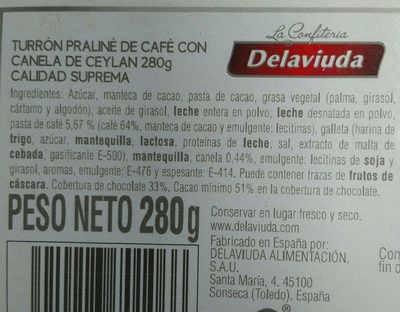 La Confitería
Delaviuda
TURRÓN PRALINÉ DE CAFÉ CON
CANELA DE CEYLAN 280g
CALIDAD SUPREMA
Ingredientes: Azúcar, manteca de cacao, pasta de cacao, grasa vegetal (palma, girasol,
cártamo y algodón), aceite de girasol, leche entera en polvo, leche desnatada en polvo,
pasta de café 5,67 % (café 64%, manteca de cacao y emulgente: lecitinas), galleta (harina de
trigo, azúcar, mantequilla, lactosa, proteínas de leche, sal, extracto de malta de
cebada, gasificante E-500), mantequilla, canela 0,44%, emulgente: lecitinas de soja y
girasol, aromas, emulgente: E-476 y espesante: E-414. Puede contener trazas de frutos de
cáscara. Cobertura de chocolate 33%. Cacao mínimo 51% en la cobertura de chocolate.
PESO NETO 280g
Conservar en lugar fresco y seco.
www.delaviuda.com
Fabricado en España por:
DELAVIUDA ALIMENTACIÓN,
S.A.U.
Santa María, 4. 45100
Sonseca (Toledo). España